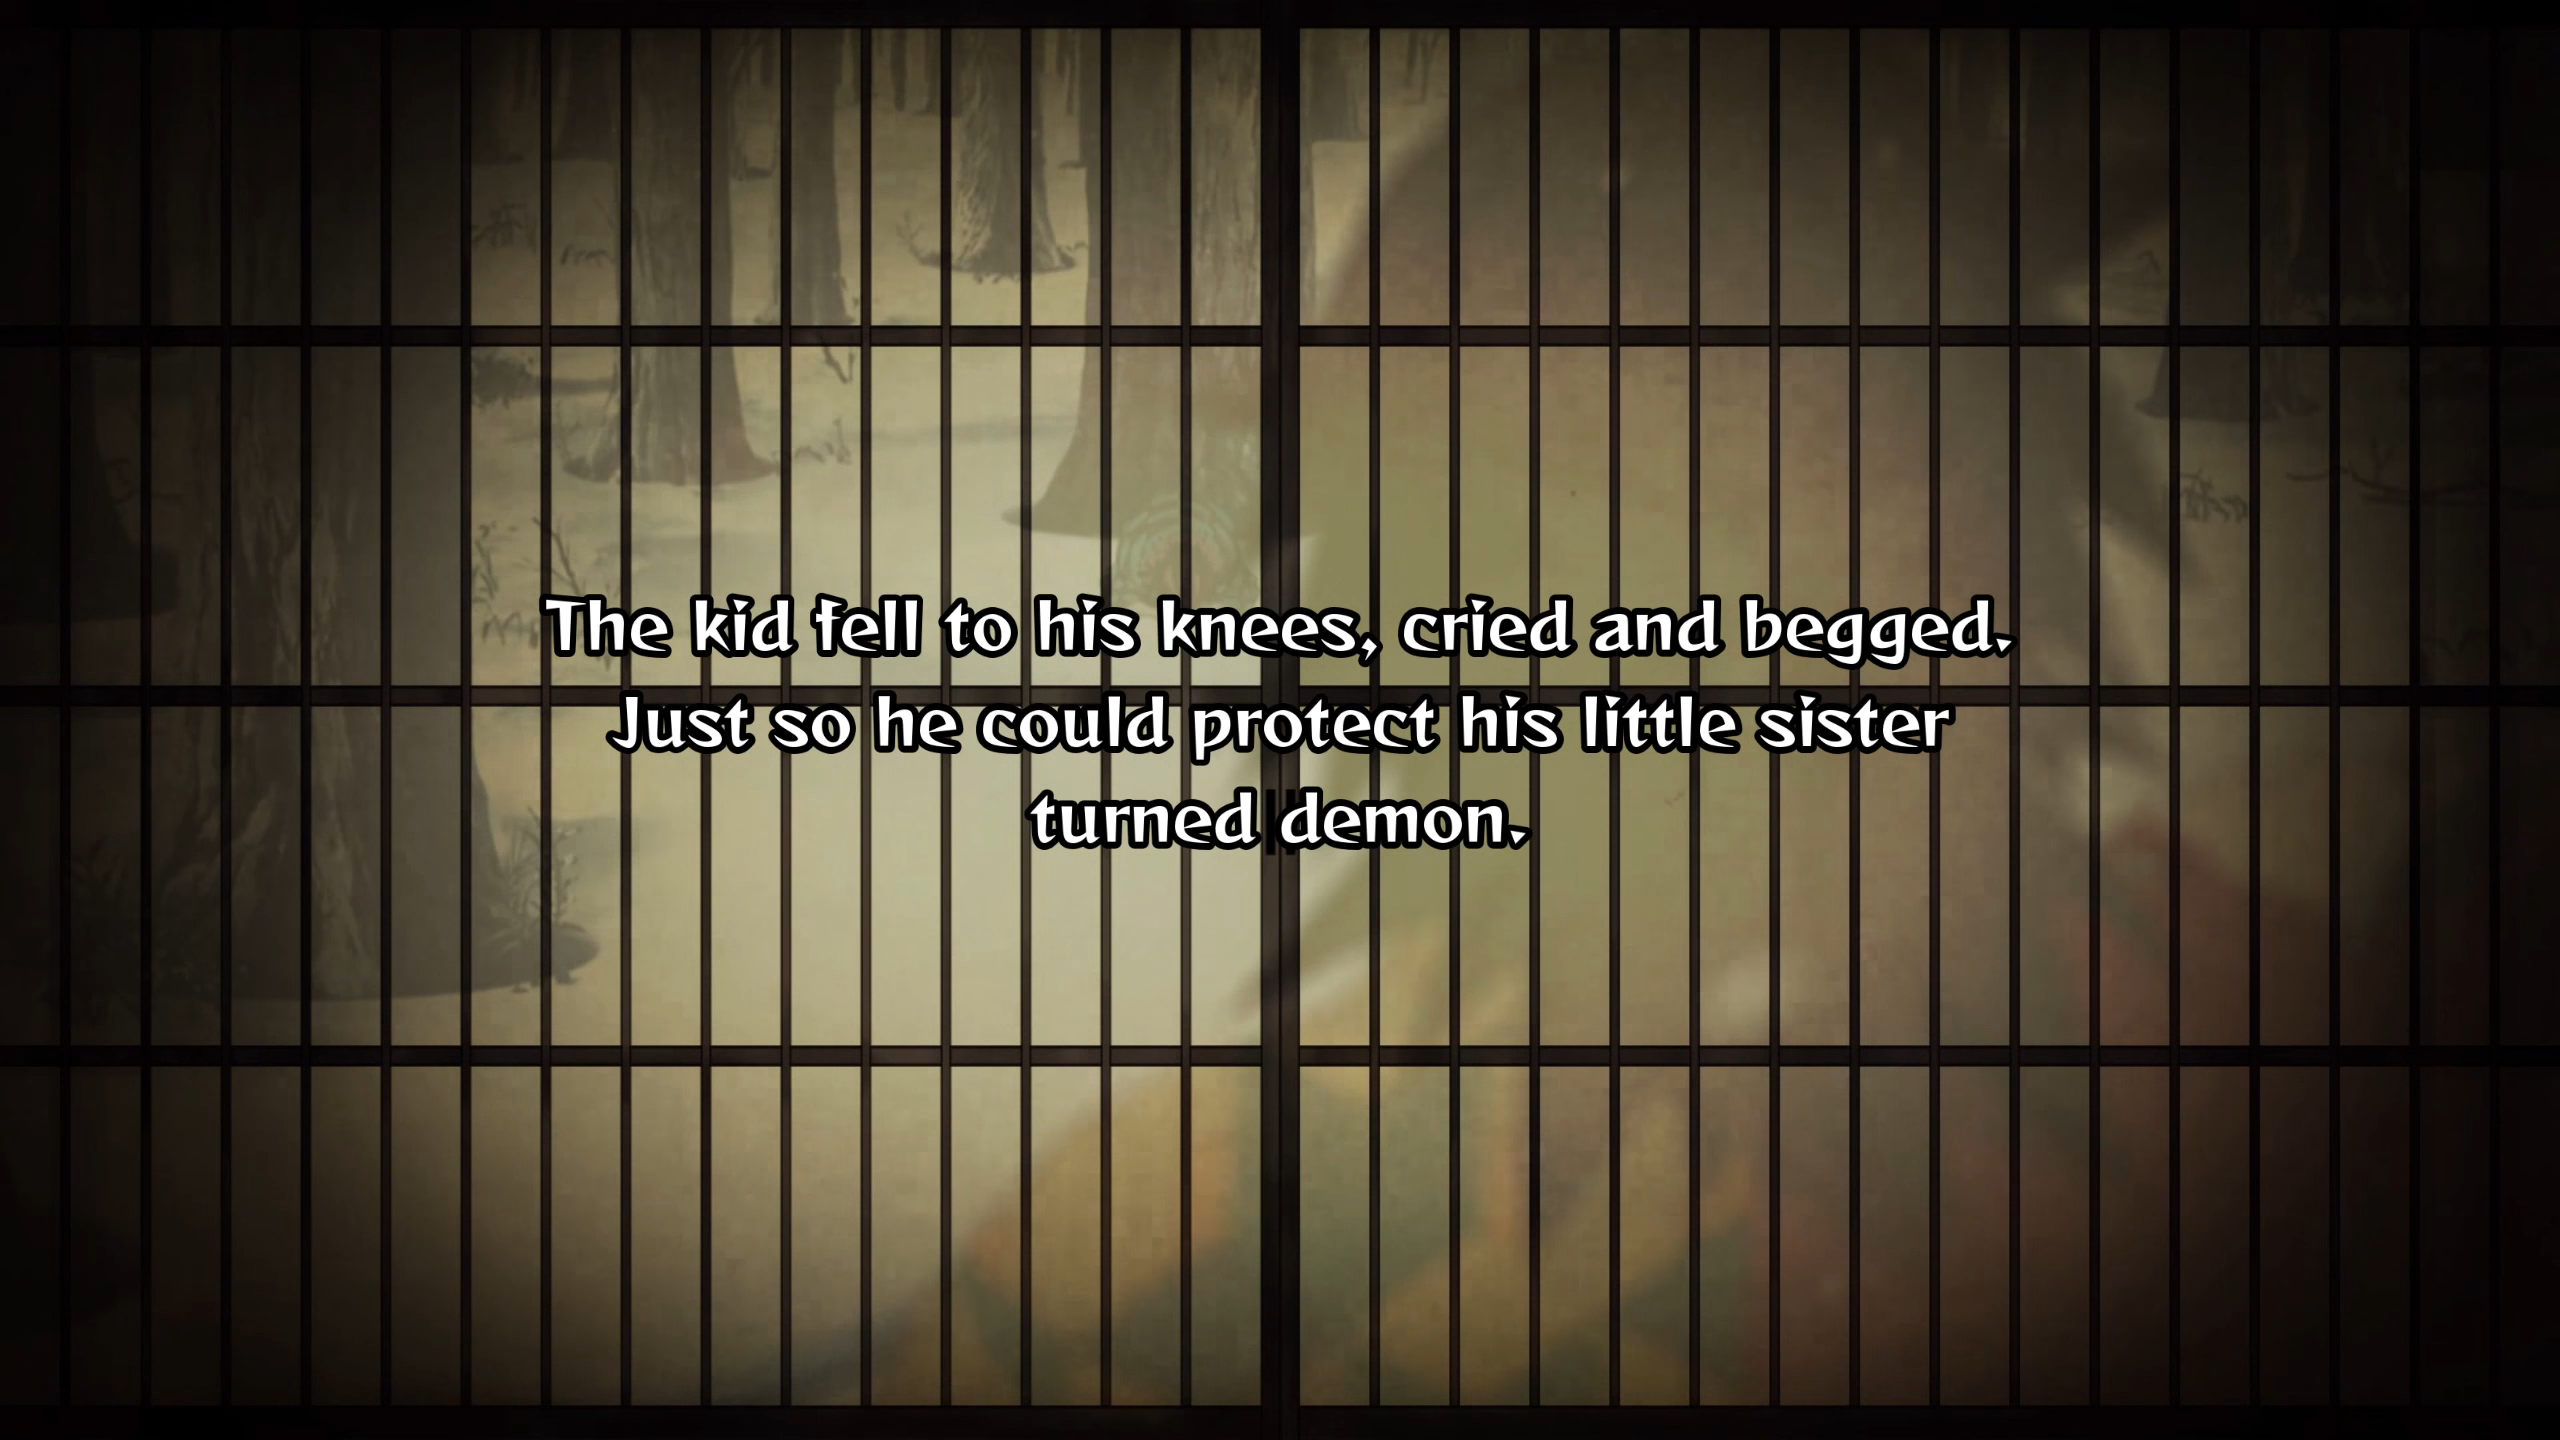 The kid fell to his knees, cried and begged.
Just so he could protect his little sister
turned demon.